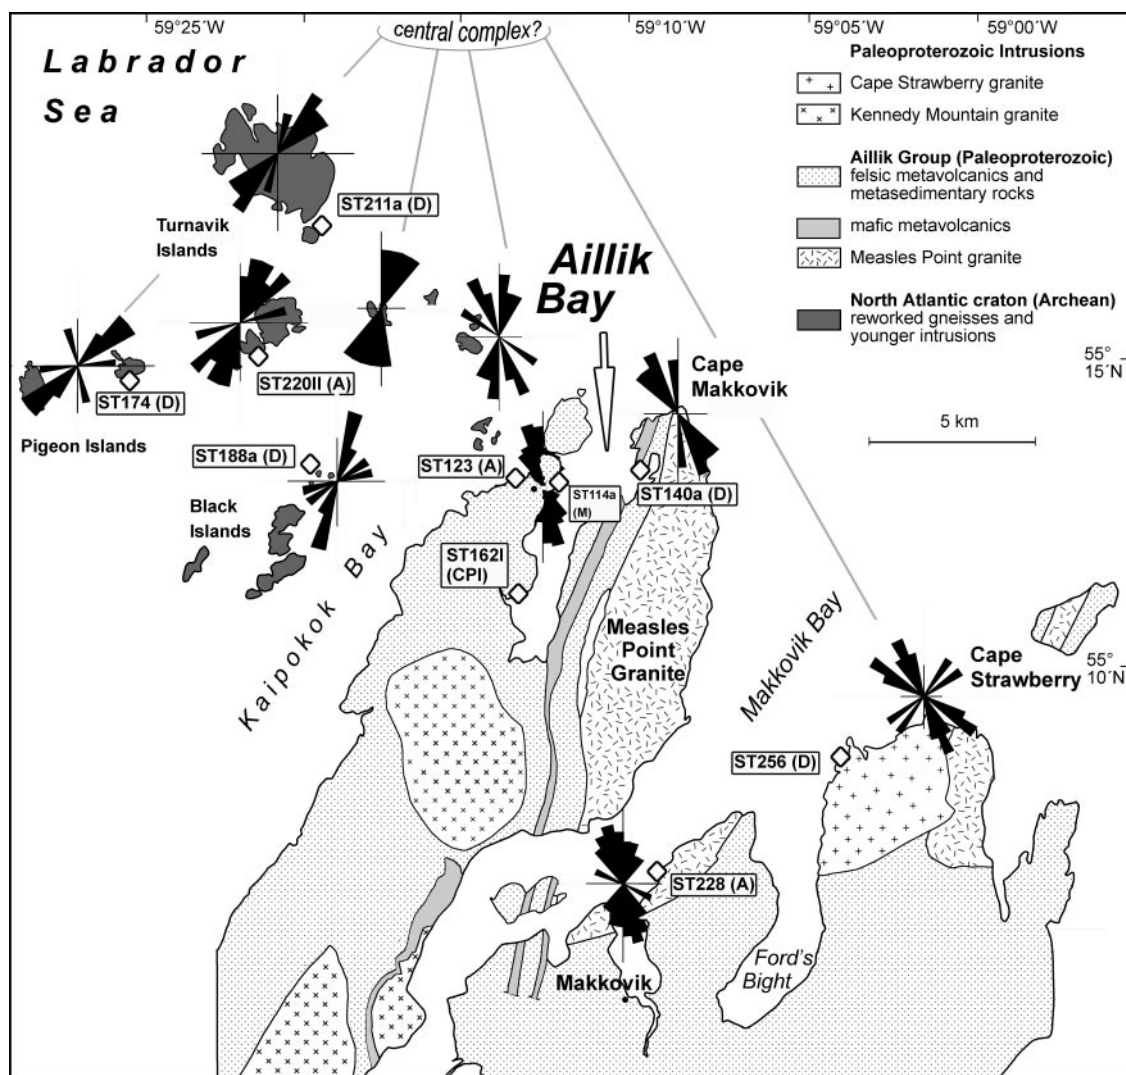 59°25´W
59°10´W
59°05´W
59°00´W
central complex?
Labrador
Sea
Paleoproterozoic Intrusions
Cape Strawberry granite
Kennedy Mountain granite
Aillik Group (Paleoproterozoic)
felsic metavolcanics and
metasedimentary rocks
mafic metavolcanics
Measles Point granite
North Atlantic craton (Archean)
reworked gneisses and
younger intrusions
ST211a (D)
Turnavik
Islands
Aillik
Bay
ST220II (A)
ST174 (D)
Pigeon Islands
Cape
Makkovik
55°
15´N
5 km
ST188a (D)
ST123 (A)
ST114a
(M)
ST140a (D)
Black
Islands
ST162I
(CPI)
Kaipokok Bay
Measles
Point
Granite
Makkovik Bay
Cape
Strawberry
55°
10´N
ST256 (D)
ST228 (A)
Ford's
Bight
Makkovik